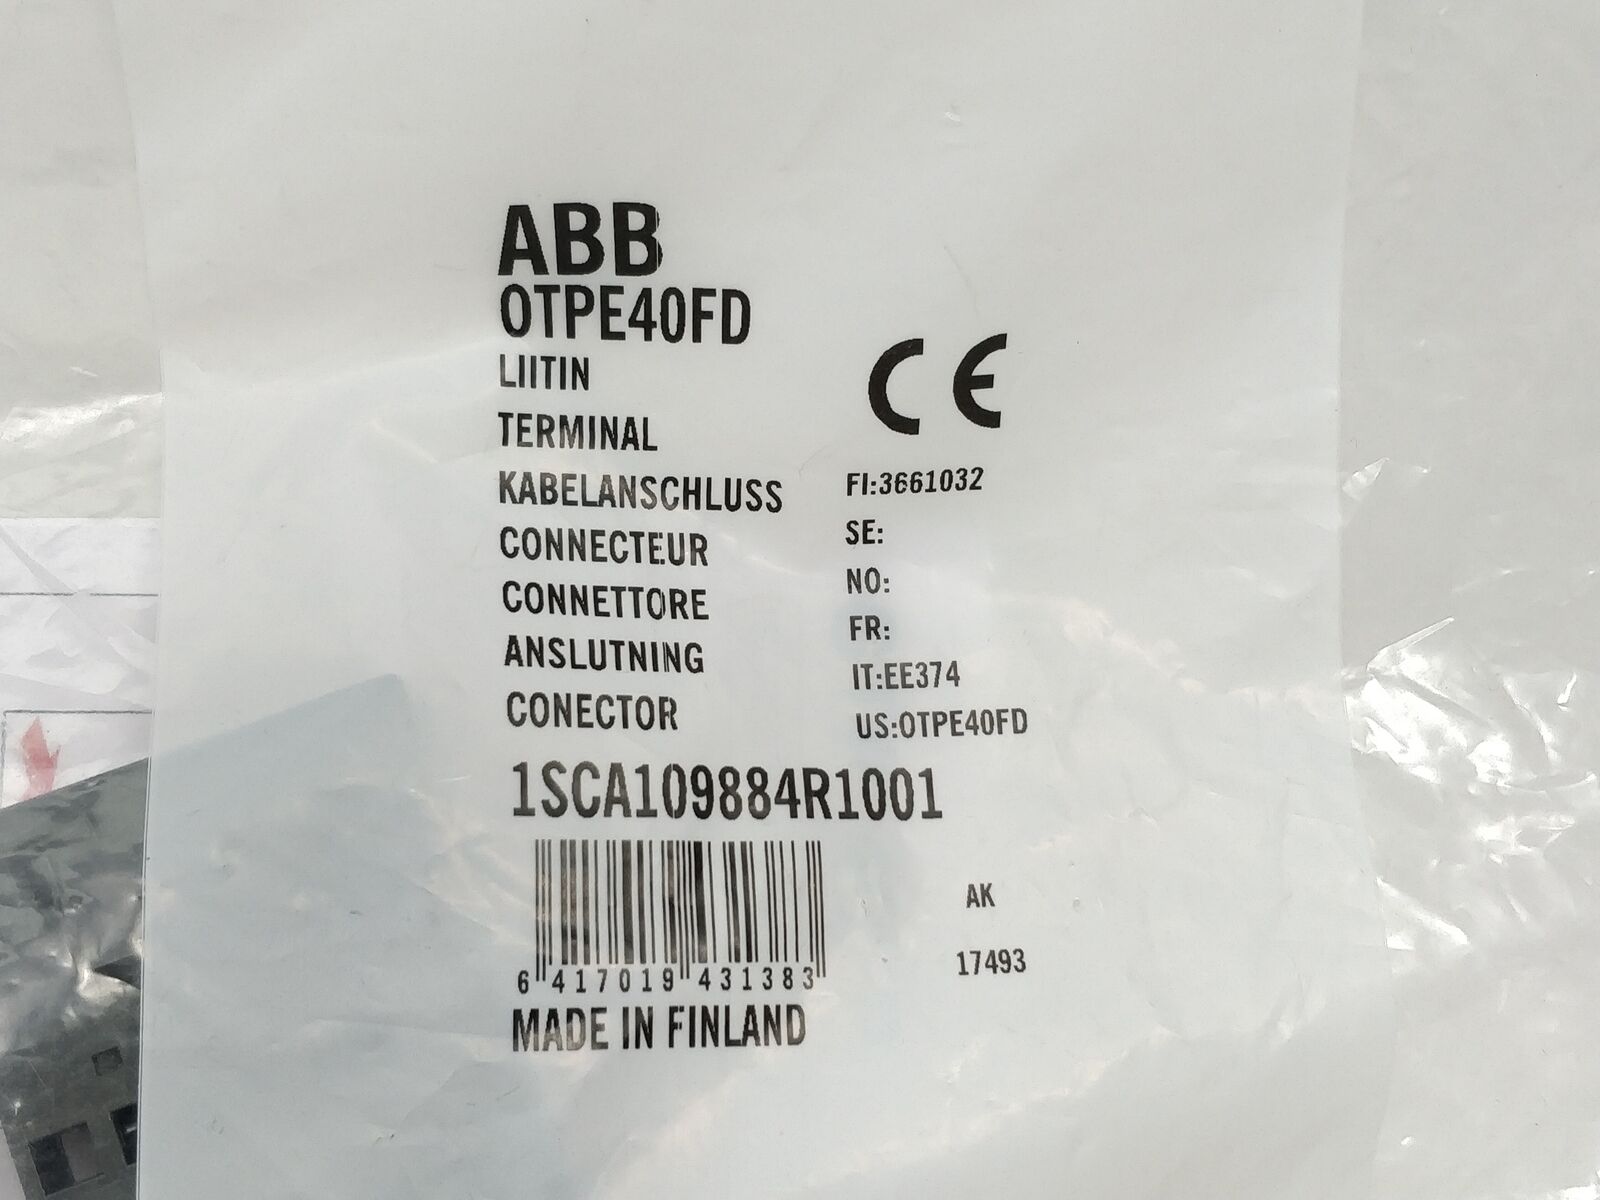 ABB
OTPE40FD
LIITIN
TERMINAL
KABELANSCHLUSS
CONNECTEUR
CONNETTORE
ANSLUTNING
CONECTOR
CE
FI:3661032
SE:
NO:
FR:
IT:EE374
US:OTPE40FD
1SCA109884R1001
6 417019 431383
AK
17493
MADE IN FINLAND